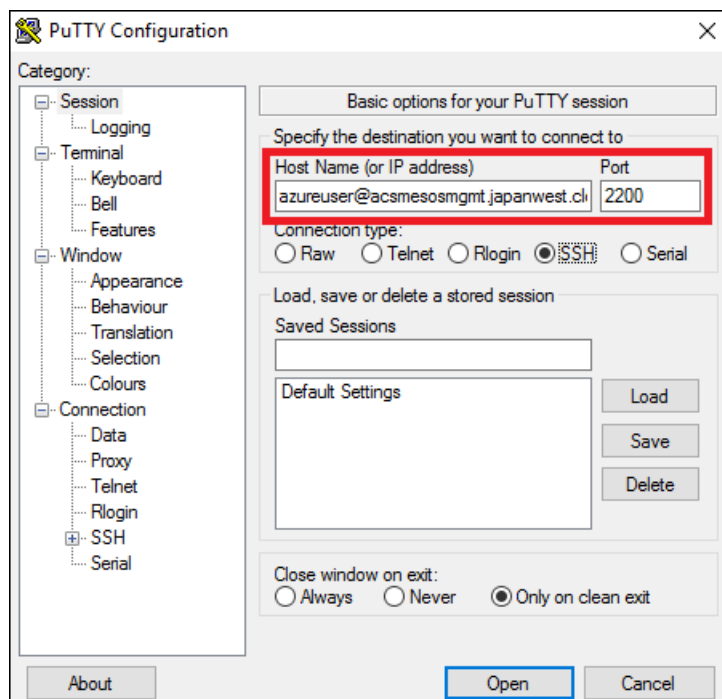 PuTTY Configuration
Category:
Session
Logging
Terminal
Keyboard
Bell
Features
Window
Appearance
Behaviour
Translation
Selection
Colours
Connection
Data
Proxy
Telnet
Rlogin
SSH
Serial
Basic options for your PuTTY session
Specify the destination you want to connect to
Host Name (or IP address) Port
azureuser@acsmesosmgmt.japanwest.cl 2200
Connection type:
Raw Telnet Rlogin SSH Serial
Load, save or delete a stored session
Saved Sessions
Default Settings
Load
Save
Delete
Close window on exit:
Always Never Only on clean exit
About Open Cancel